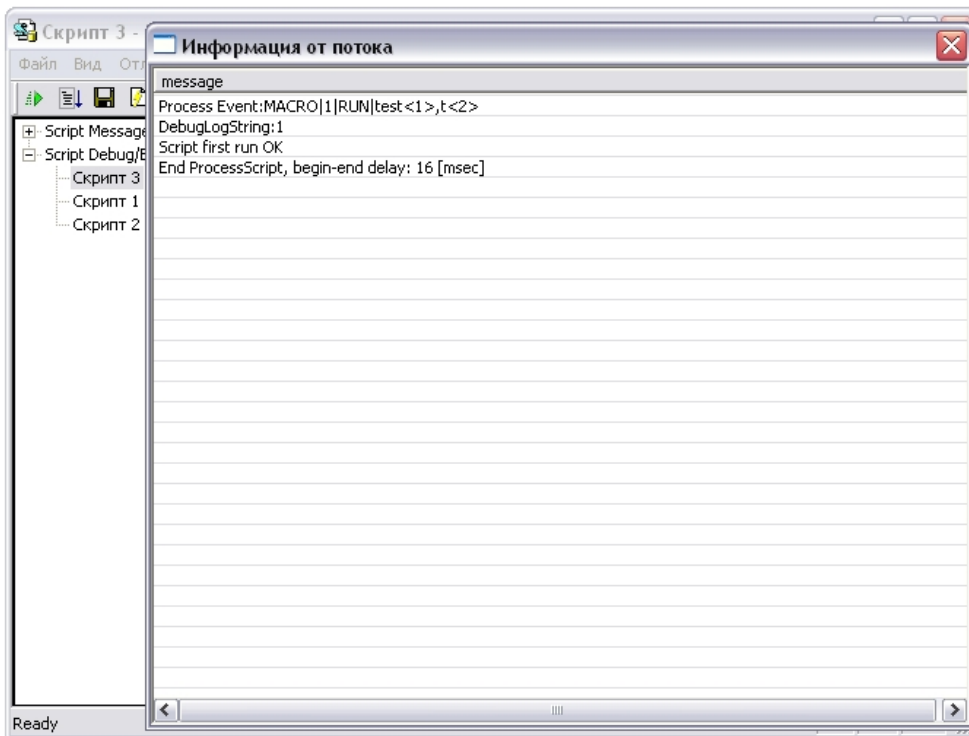 Скрипт 3 -
Файл Вид
Script Message
Script Debug/
Скрипт 3
Скрипт 1
Скрипт 2
Ready
Информация от потока
message
Process Event:MACRO|1|RUN|test<1>,t<2>
DebugLogString:1
Script first run OK
End ProcessScript, begin-end delay: 16 [msec]